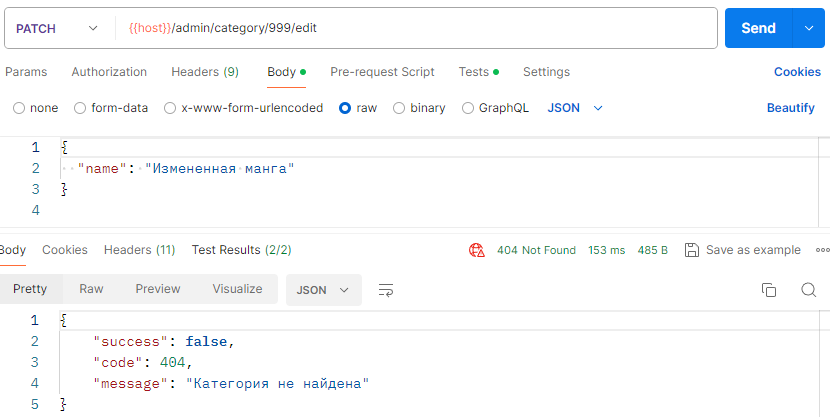 PATCH {{host}}/admin/category/999/edit Send
Params Authorization Headers (9) Body Pre-request Script Tests Settings Cookies
none form-data x-www-form-urlencoded raw binary GraphQL JSON Beautify
1 {
2 "name": "Измененная манга"
3 }
4
Body Cookies Headers (11) Test Results (2/2) 404 Not Found 153 ms 485 B Save as example
Pretty Raw Preview Visualize JSON
1 {
2 "success": false,
3 "code": 404,
4 "message": "Категория не найдена"
5 }